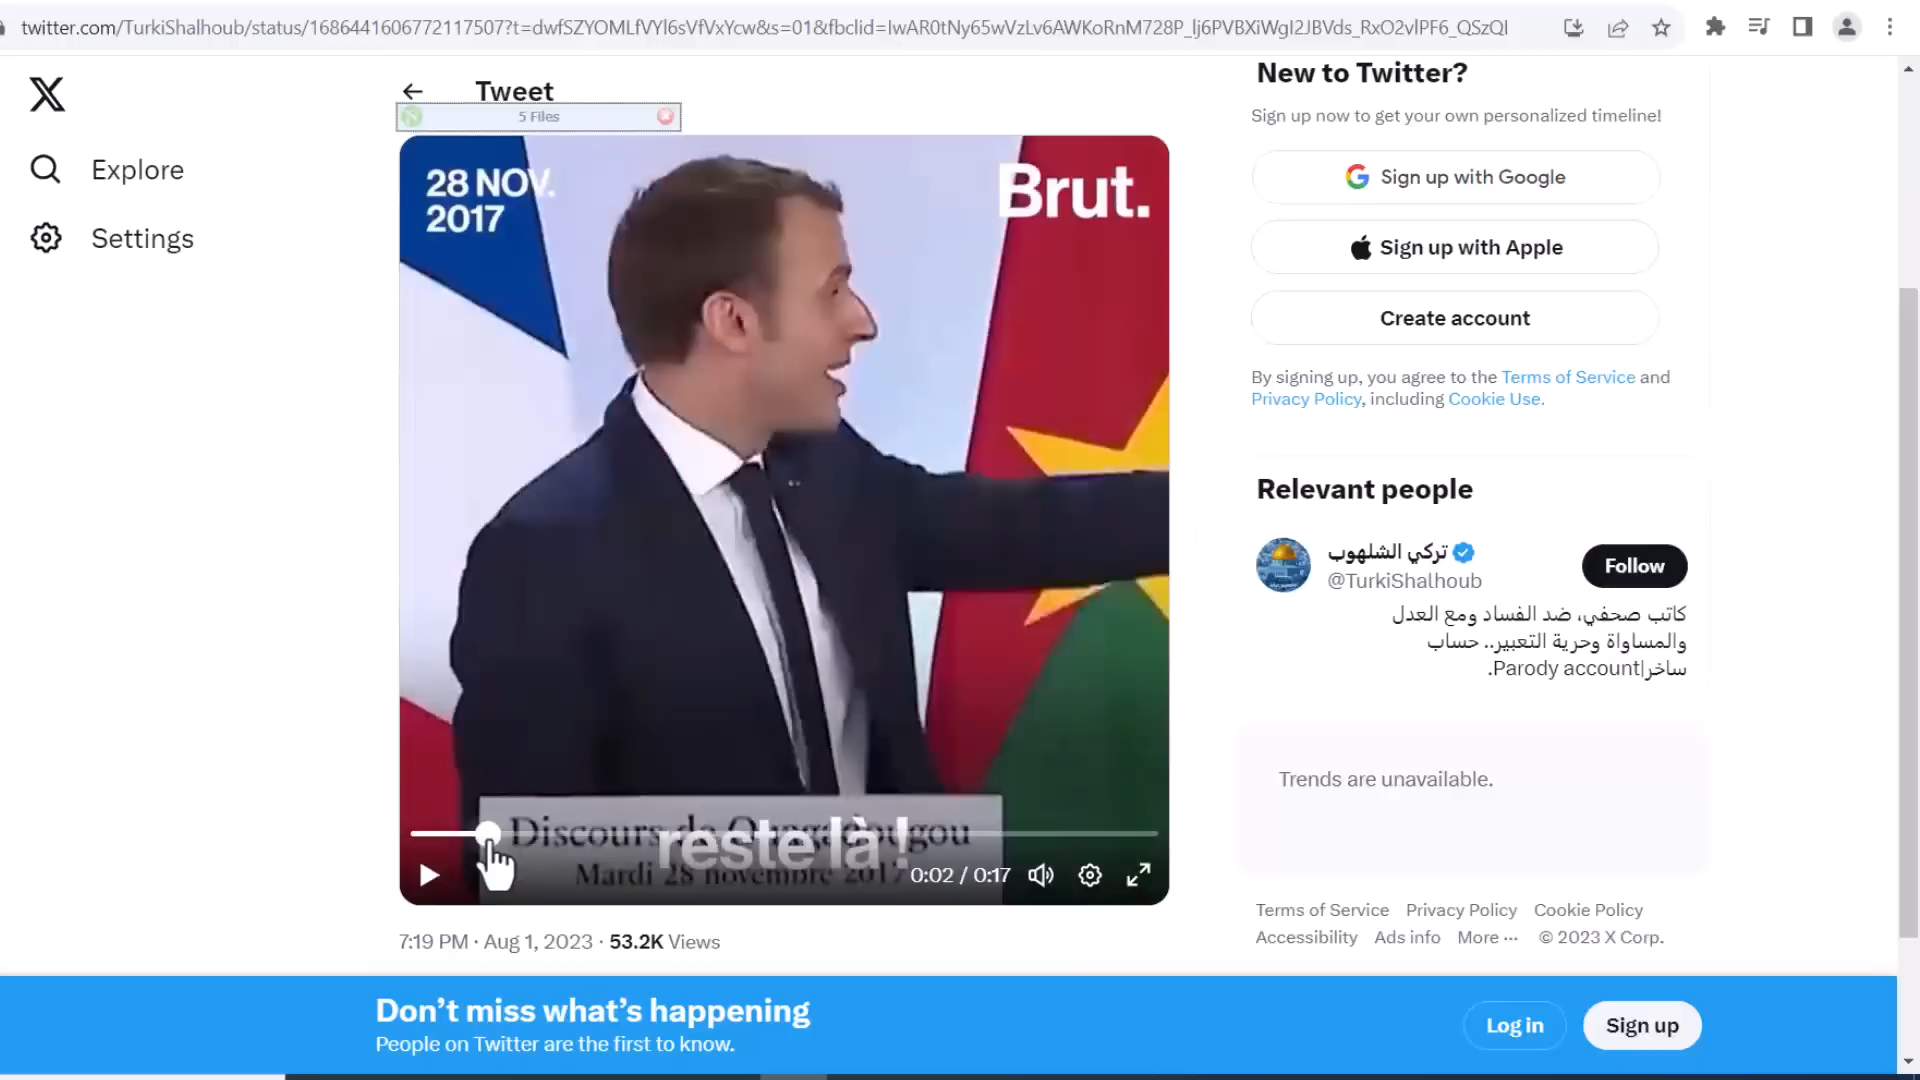 twitter.com/TurkiShalhoub/status/1686441606772117507?t=dwfSZYOMLfVYl6sVfVxYcw&s=01&fbclid=IwAR0tNy65wVzLv6AWKoRnM728P_lj6PVBXiWgI2JBVds_RxO2vlPF6_QSzQI
Explore
Settings
Tweet
5 Files
28 NOV.
2017
Brut.
Discours de Ouagadougou
reste là !
Mardi 28 novembre 2017
0:02 / 0:17
7:19 PM · Aug 1, 2023 · 53.2K Views
New to Twitter?
Sign up now to get your own personalized timeline!
Sign up with Google
Sign up with Apple
Create account
By signing up, you agree to the Terms of Service and
Privacy Policy, including Cookie Use.
Relevant people
تركي الشلهوب
@TurkiShalhoub
Follow
كاتب صحفي، ضد الفساد ومع العدل
والمساواة وحرية التعبير.. حساب
ساخر|Parody account.
Trends are unavailable.
Terms of Service Privacy Policy Cookie Policy
Accessibility Ads info More ··· © 2023 X Corp.
Don’t miss what’s happening
People on Twitter are the first to know.
Log in
Sign up